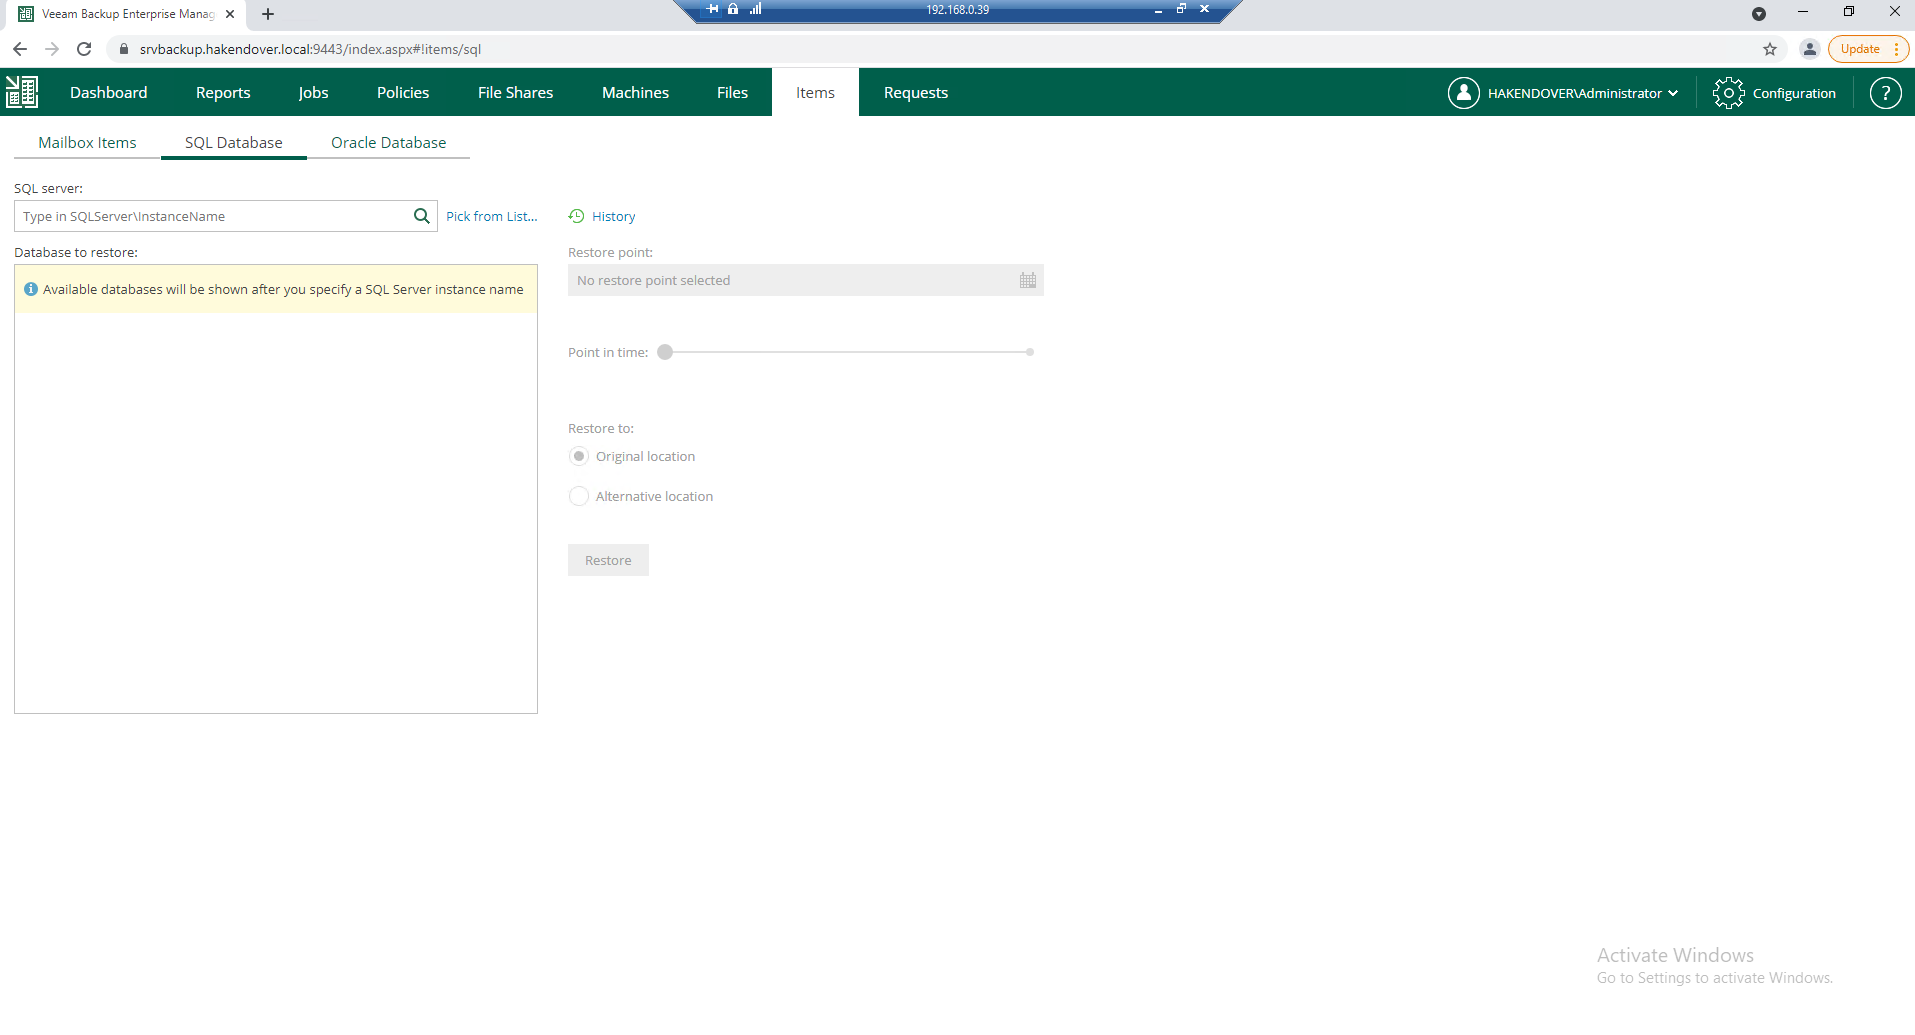 Veeam Backup Enterprise Manag
192.168.0.39
srvbackup.hakendover.local:9443/index.aspx#!items/sql
Update
Dashboard Reports Jobs Policies File Shares Machines Files Items Requests
HAKENDOVER\Administrator Configuration ?
Mailbox Items SQL Database Oracle Database
SQL server:
Type in SQLServer\InstanceName Pick from List... History
Database to restore: Restore point:
Available databases will be shown after you specify a SQL Server instance name
No restore point selected
Point in time:
Restore to:
Original location
Alternative location
Restore
Activate Windows
Go to Settings to activate Windows.